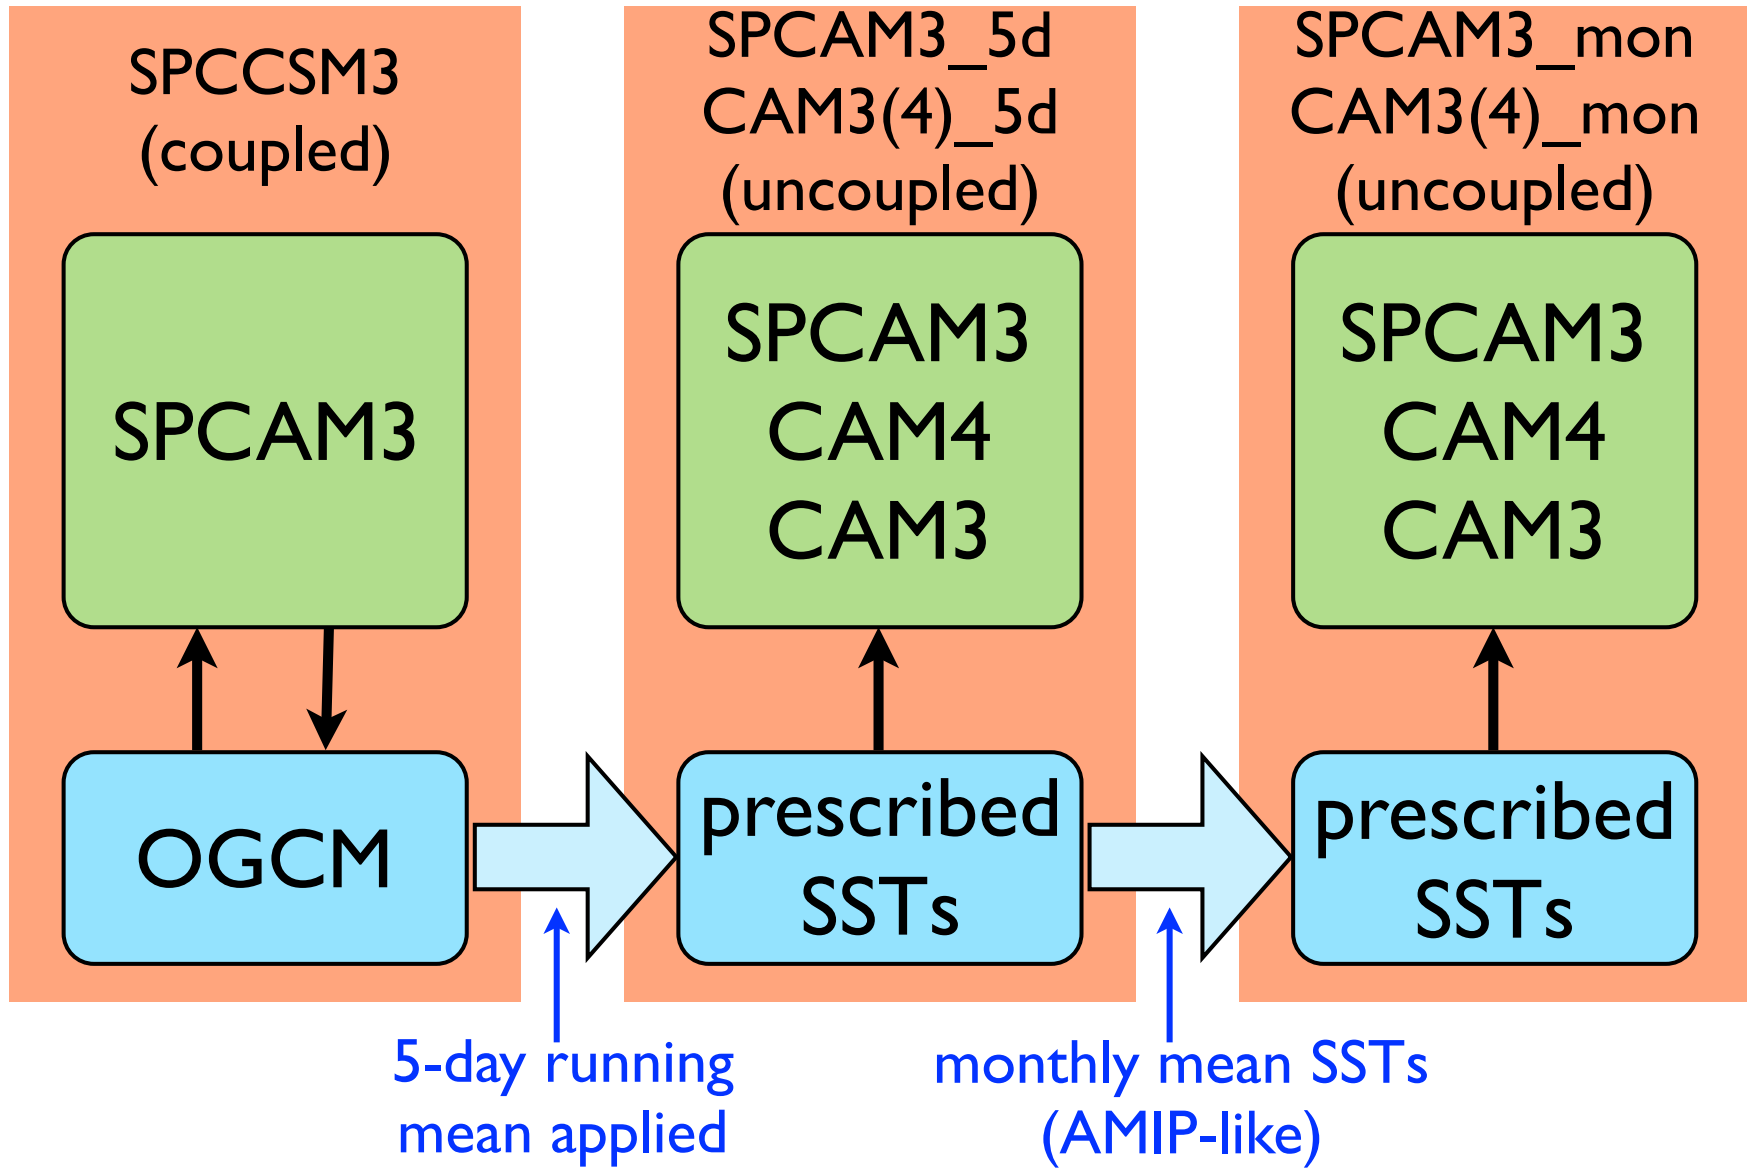 SPCCSM3
(coupled)
SPCAM3
OGCM
5-day running
mean applied
SPCAM3_5d
CAM3(4)_5d
(uncoupled)
SPCAM3
CAM4
CAM3
prescribed
SSTs
monthly mean SSTs
(AMIP-like)
SPCAM3_mon
CAM3(4)_mon
(uncoupled)
SPCAM3
CAM4
CAM3
prescribed
SSTs